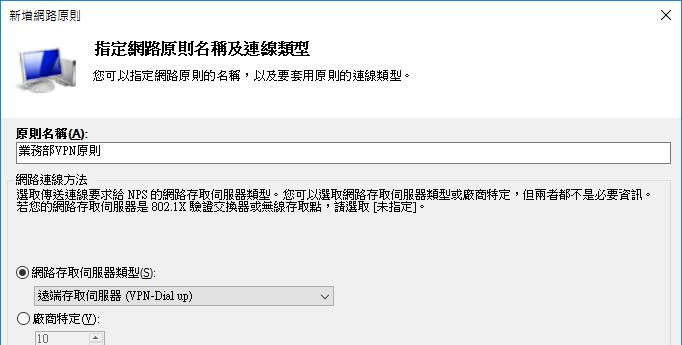 新增網路原則
指定網路原則名稱及連線類型
您可以指定網路原則的名稱，以及要套用原則的連線類型。
原則名稱(A):
業務部VPN原則
網路連線方法
選取傳送連線要求給 NPS 的網路存取伺服器類型。您可以選取網路存取伺服器類型或廠商特定，但兩者都不是必要資訊。
若您的網路存取伺服器是 802.1X 驗證交換器或無線存取點，請選取 [未指定]。
網路存取伺服器類型(S):
遠端存取伺服器 (VPN-Dial up)
廠商特定(V):
10